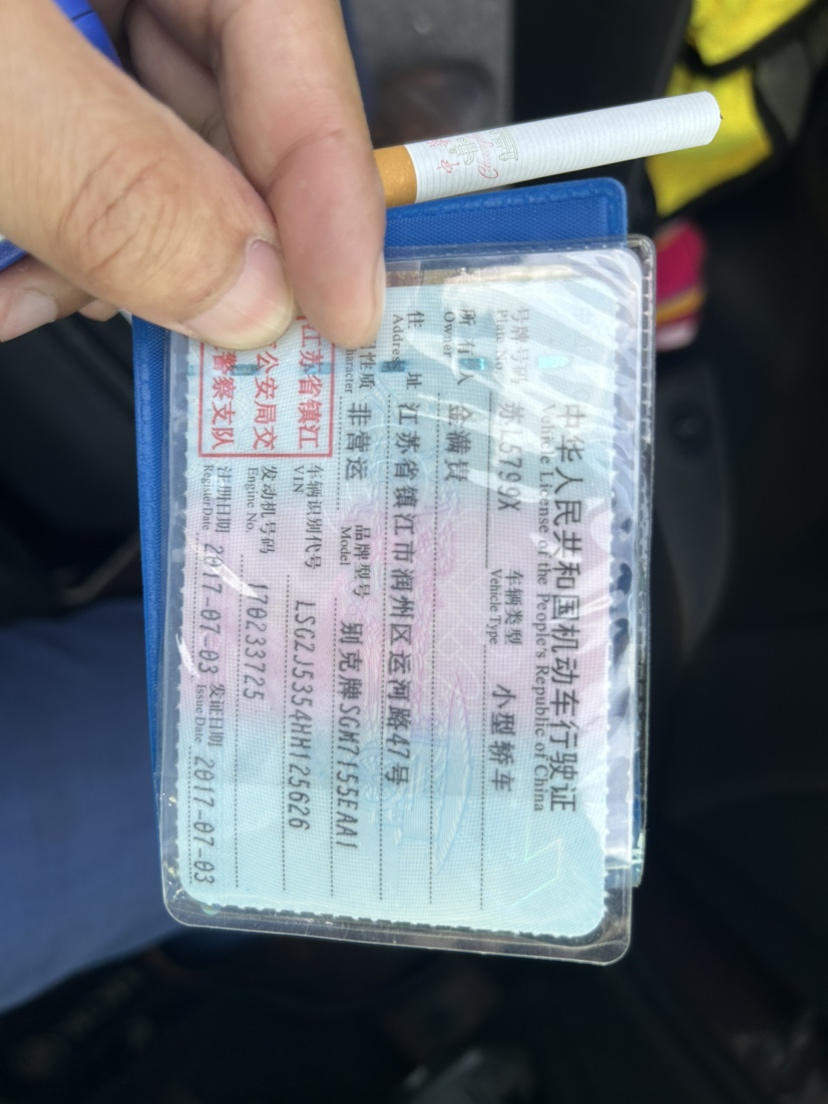 中华人民共和国机动车行驶证
Vehicle License of the People's Republic of China
号牌号码 苏L5799X 车辆类型 小型轿车
Plate No. Vehicle Type
所有人 金满贵
Owner
住址 江苏省镇江市润州区运河路47号
Address
性质 非营运 品牌型号 别克牌SGM7155EAA1
Model
江苏省镇江
公安局交
警察支队
车辆识别代号 LSGZJ5354HH125626
VIN
发动机号码 170233725
Engine No.
注册日期 2017-07-03 发证日期 2017-07-03
Register Date Issue Date